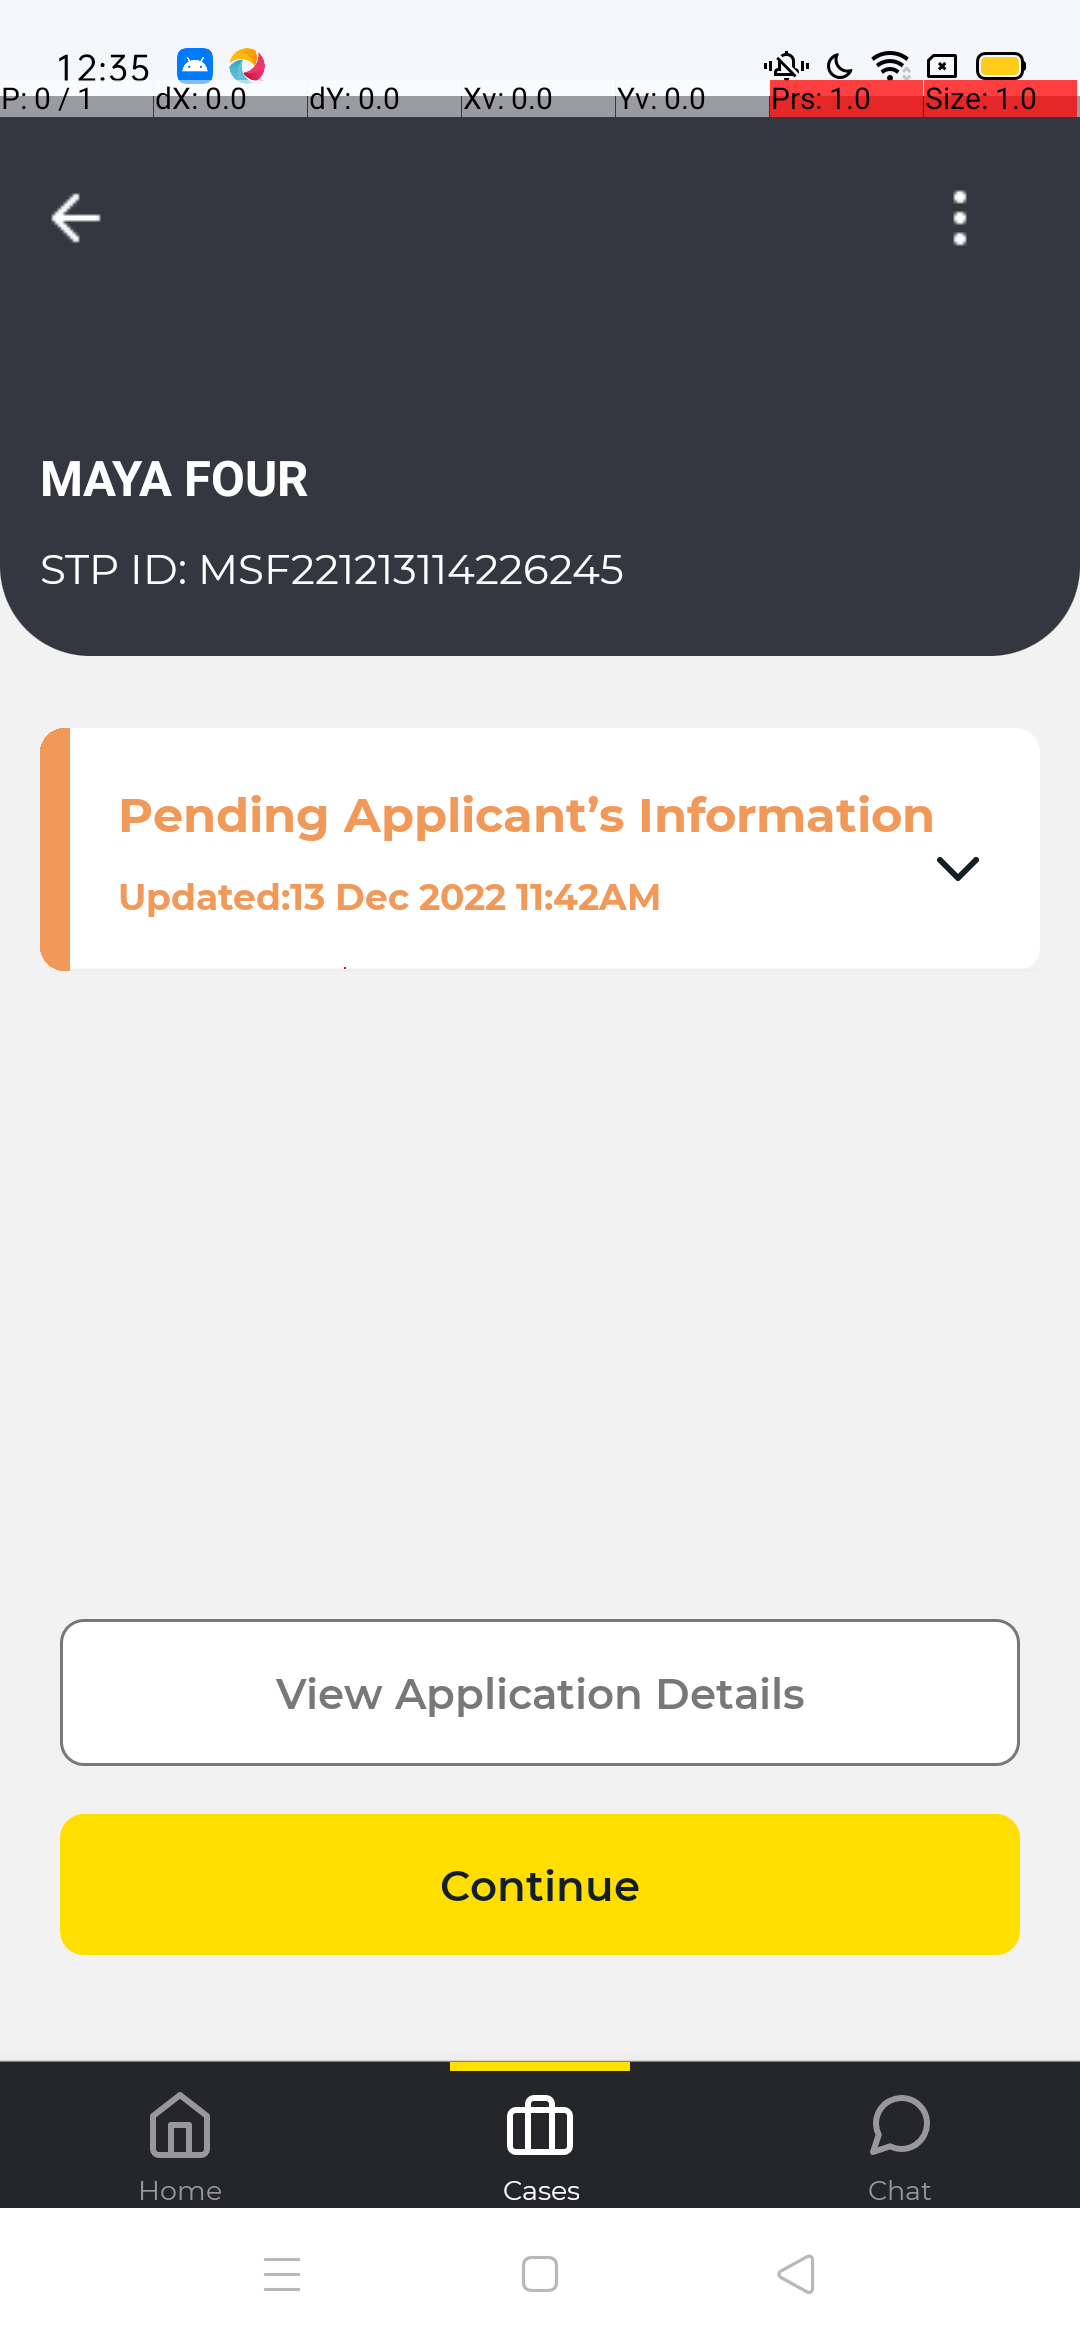 12:35
P: 0 / 1 dX: 0.0 dY: 0.0 Xv: 0.0 Yv: 0.0 Prs: 1.0 Size: 1.0
MAYA FOUR
STP ID: MSF221213114226245
Pending Applicant’s Information
Updated:13 Dec 2022 11:42AM
View Application Details
Continue
Home Cases Chat